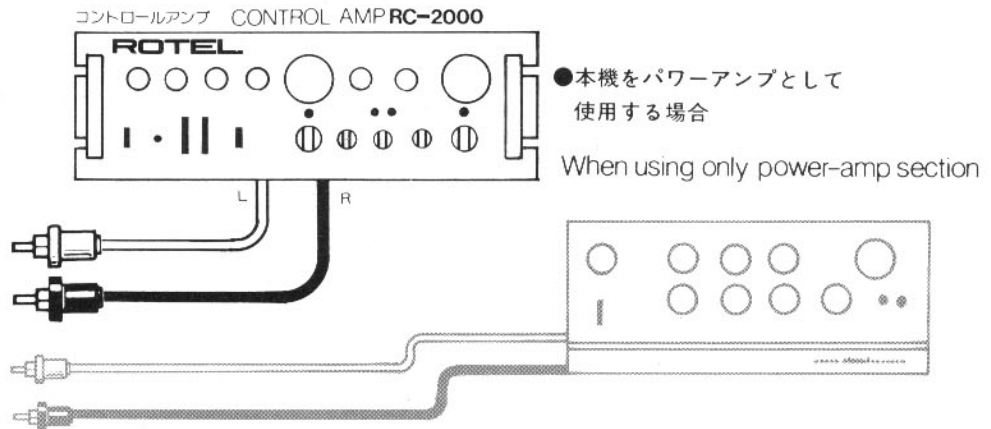 コントロールアンプ CONTROL AMP RC-2000
ROTEL
●本機をパワーアンプとして
使用する場合
When using only power-amp section
L
R